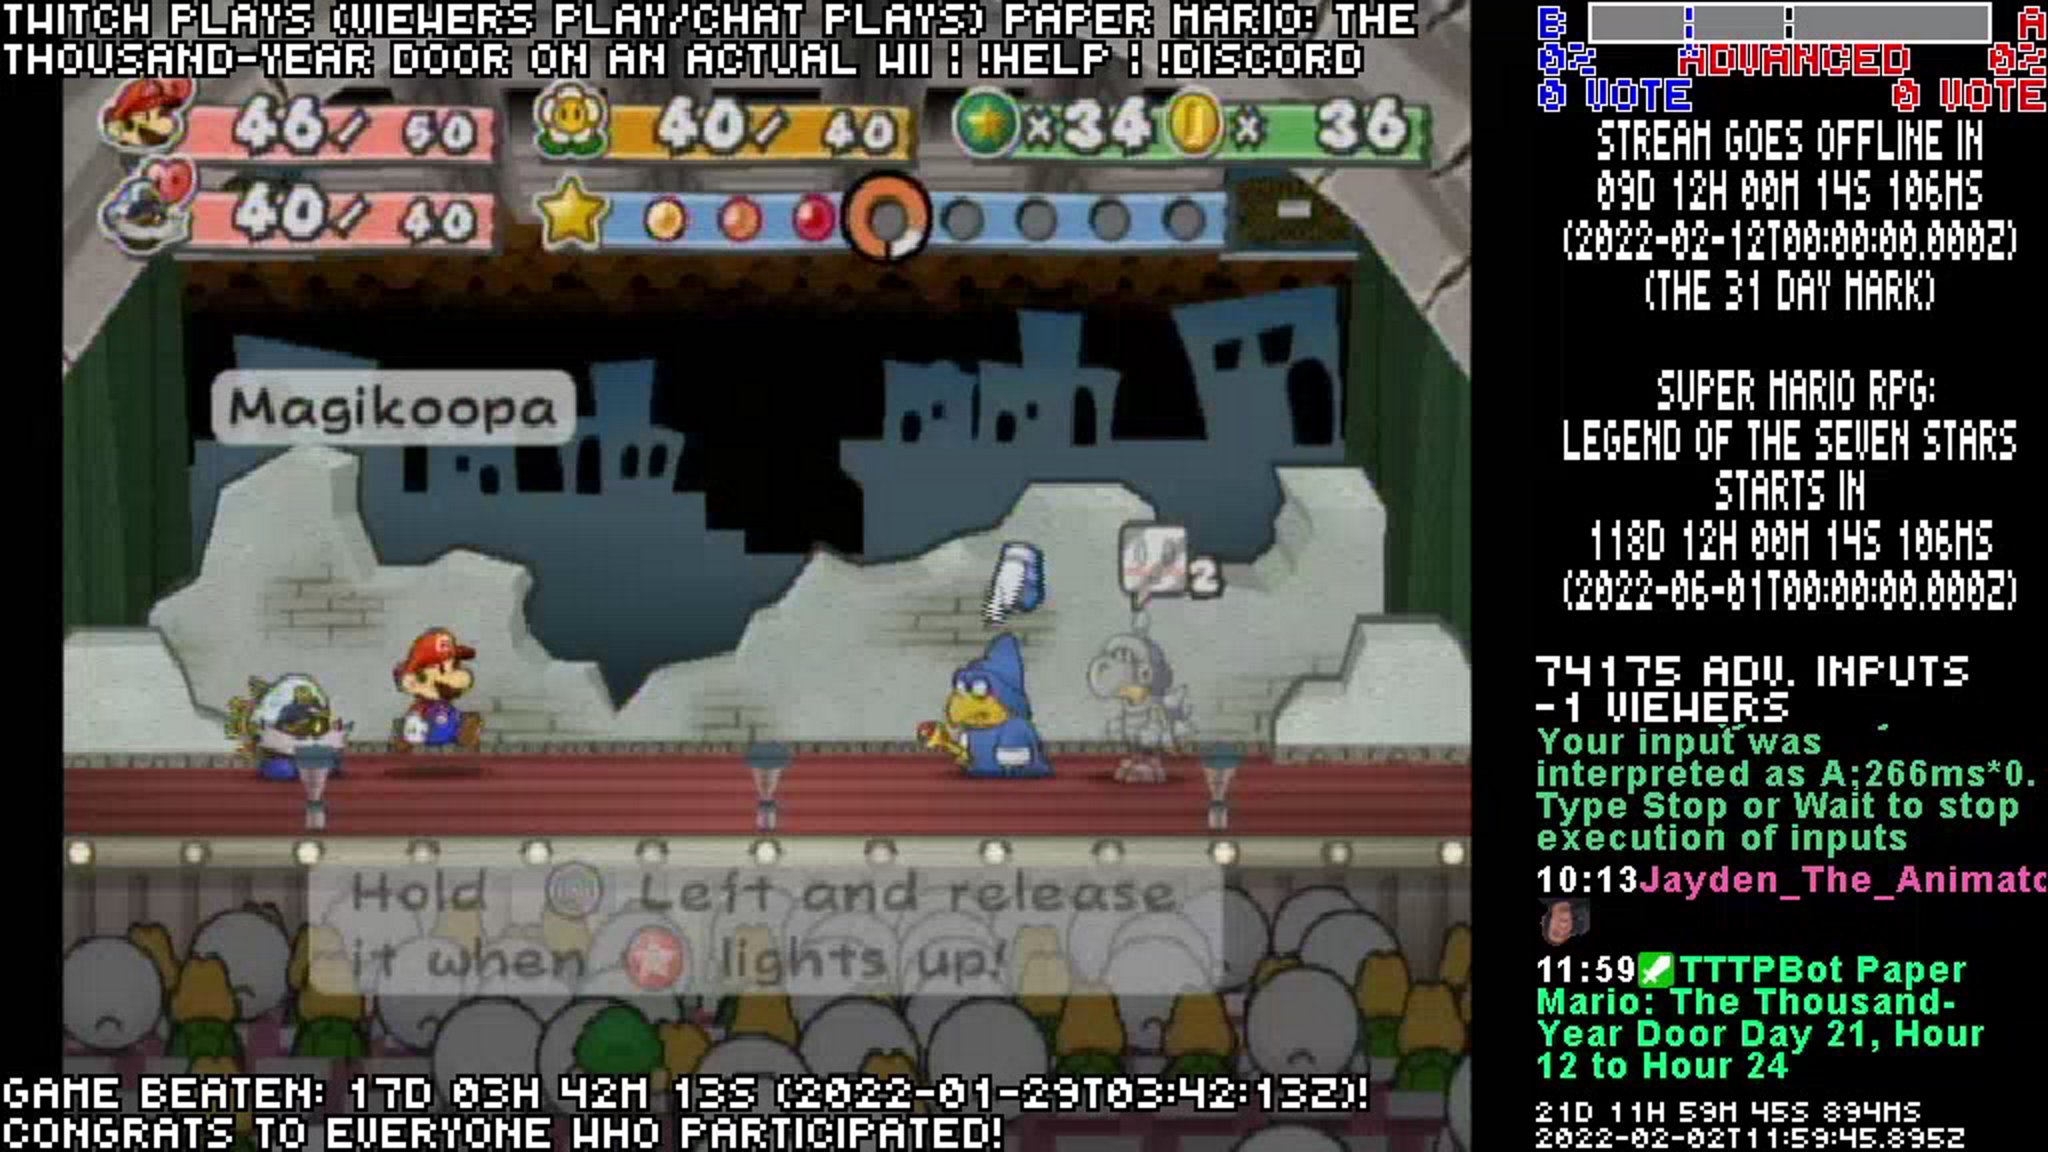 TWITCH PLAYS (VIEWERS PLAY/CHAT PLAYS) PAPER MARIO: THE
THOUSAND-YEAR DOOR ON AN ACTUAL WII | !HELP | !DISCORD
46/ 50
40/ 40
x34
x 36
40/ 40
Magikoopa
2
Hold Left and release
it when lights up!
GAME BEATEN: 17D 03H 42M 13S (2022-01-29T03:42:13Z)!
CONGRATS TO EVERYONE WHO PARTICIPATED!
B A
0% ADVANCED 0%
0 VOTE 0 VOTE
STREAM GOES OFFLINE IN
09D 12H 00M 14S 106MS
(2022-02-12T00:00:00.000Z)
(THE 31 DAY MARK)
SUPER MARIO RPG:
LEGEND OF THE SEVEN STARS
STARTS IN
118D 12H 00M 14S 106MS
(2022-06-01T00:00:00.000Z)
74175 ADV. INPUTS
-1 VIEWERS
Your input was
interpreted as A;266ms*0.
Type Stop or Wait to stop
execution of inputs
10:13 Jayden_The_Animato
11:59 TTTPBot Paper
Mario: The Thousand-
Year Door Day 21, Hour
12 to Hour 24
21D 11H 59M 45S 894MS
2022-02-02T11:59:45.895Z